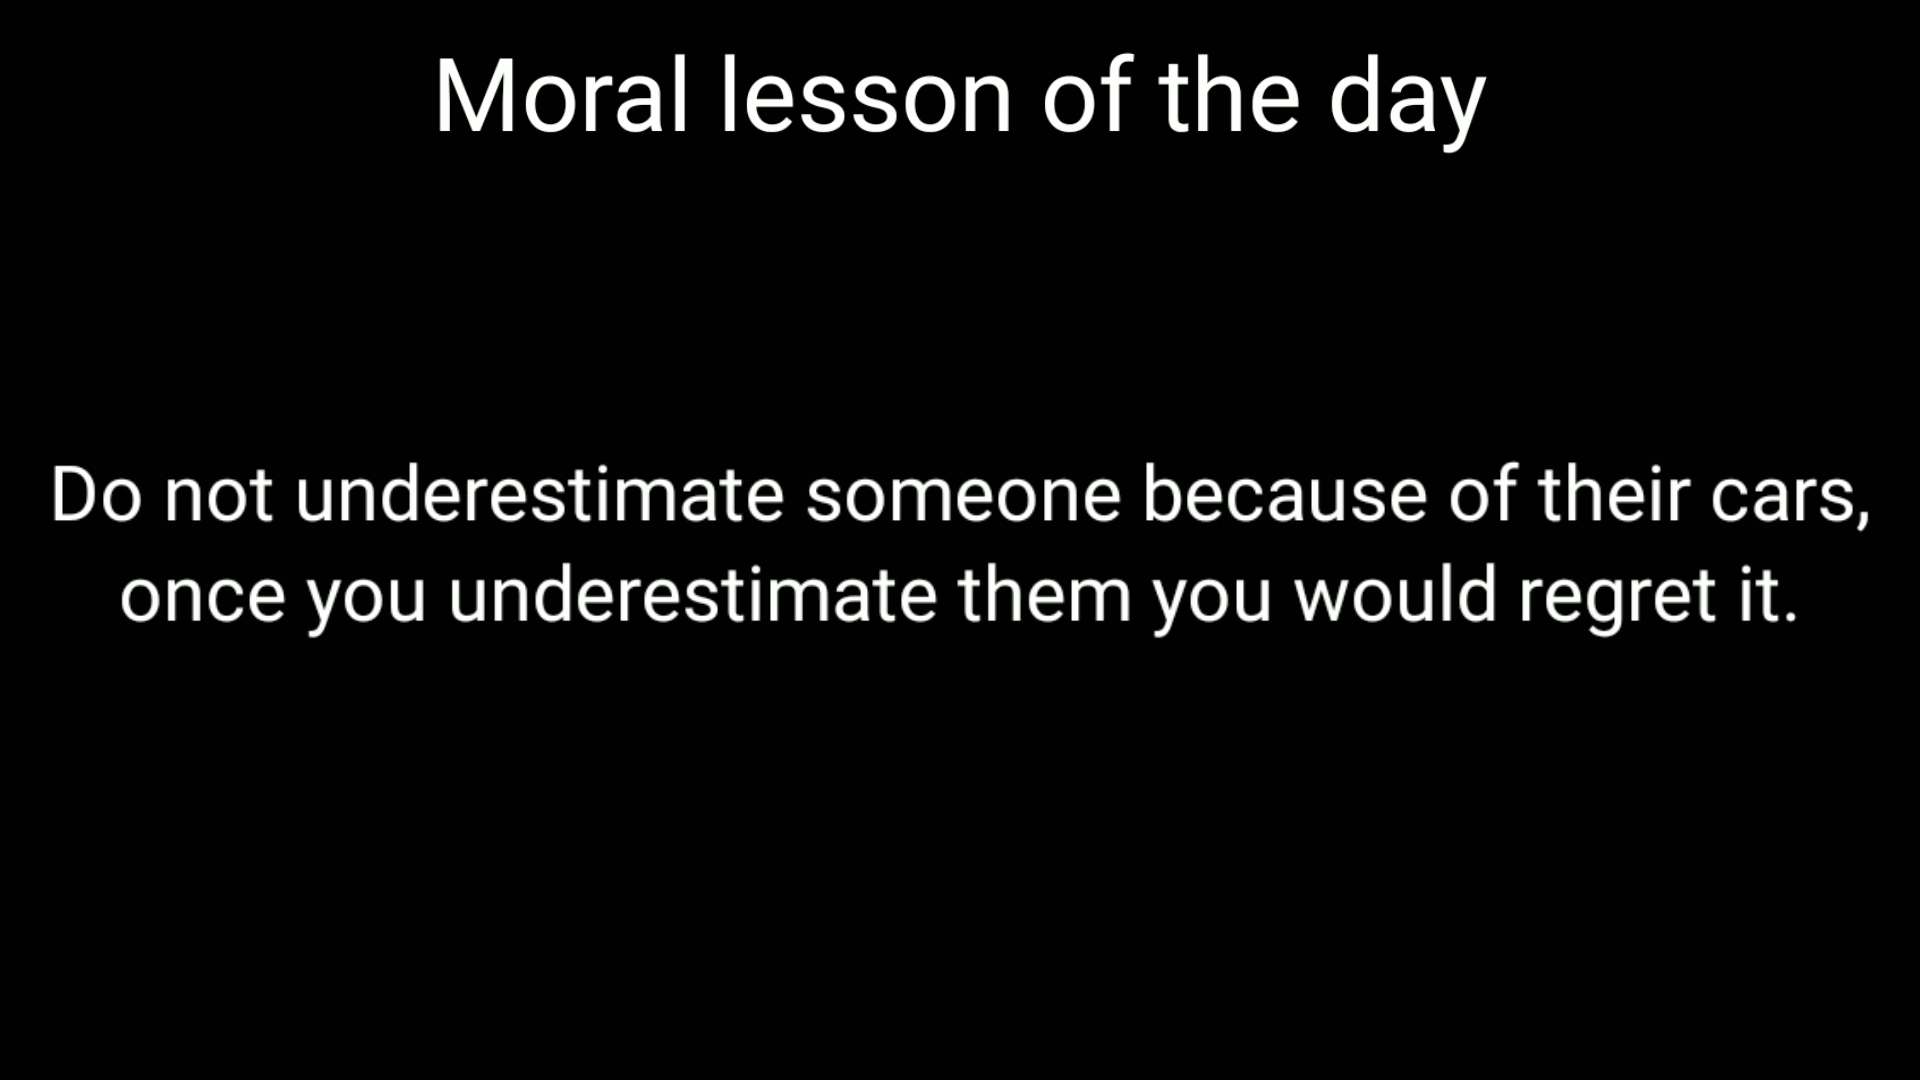 Moral lesson of the day
Do not underestimate someone because of their cars,
once you underestimate them you would regret it.